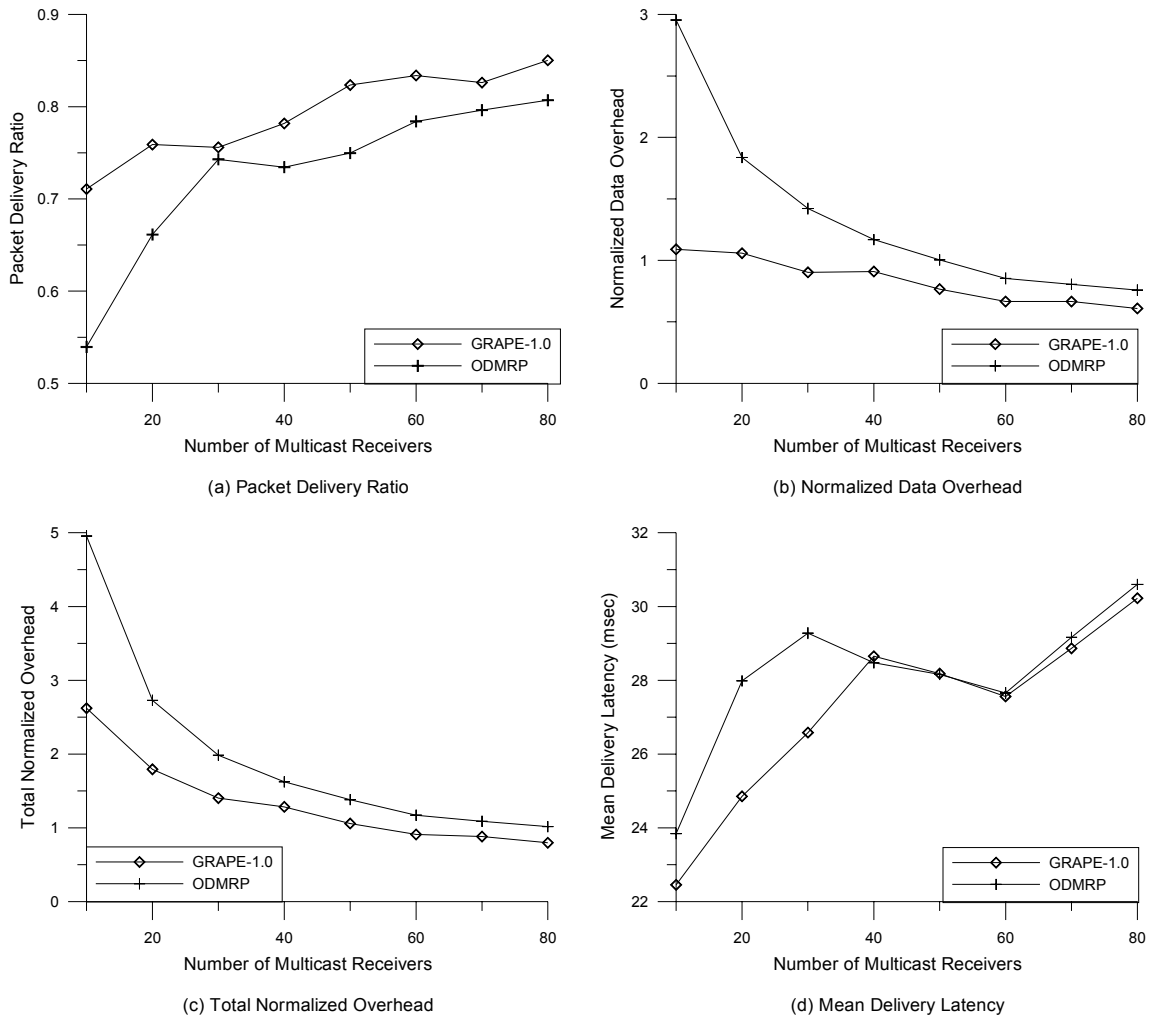 0.9
0.8
0.7
0.6
0.5
Packet Delivery Ratio
GRAPE-1.0
ODMRP
20 40 60 80
Number of Multicast Receivers
(a) Packet Delivery Ratio
3
2
1
0
Normalized Data Overhead
GRAPE-1.0
ODMRP
20 40 60 80
Number of Multicast Receivers
(b) Normalized Data Overhead
5
4
3
2
1
0
Total Normalized Overhead
GRAPE-1.0
ODMRP
20 40 60 80
Number of Multicast Receivers
(c) Total Normalized Overhead
32
30
28
26
24
22
Mean Delivery Latency (msec)
GRAPE-1.0
ODMRP
20 40 60 80
Number of Multicast Receivers
(d) Mean Delivery Latency